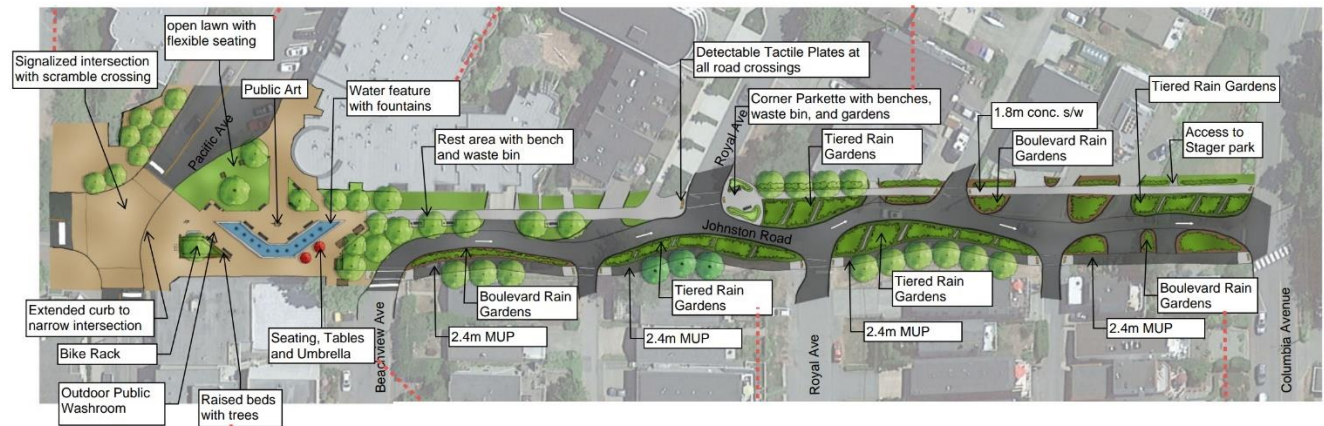 open lawn with
flexible seating
Signalized intersection
with scramble crossing
Public Art
Water feature
with fountains
Rest area with bench
and waste bin
Detectable Tactile Plates at
all road crossings
Corner Parkette with benches,
waste bin, and gardens
Tiered Rain
Gardens
1.8m conc. s/w
Boulevard Rain
Gardens
Tiered Rain Gardens
Access to
Stager park
Pacific Ave
Royal Ave
Johnston Road
Extended curb to
narrow intersection
Bike Rack
Outdoor Public
Washroom
Raised beds
with trees
Seating, Tables
and Umbrella
Beachview Ave
2.4m MUP
Boulevard Rain
Gardens
2.4m MUP
Tiered Rain
Gardens
Royal Ave
2.4m MUP
Tiered Rain
Gardens
2.4m MUP
Boulevard Rain
Gardens
Columbia Avenue